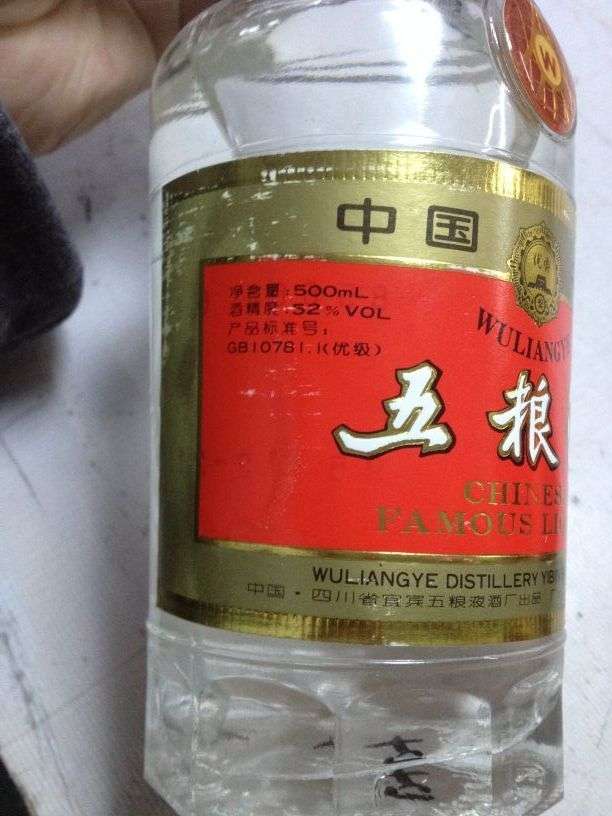 中国
净含量:500mL
酒精度:52%VOL
产品标准号:
GB10781.1(优级)
WULIANGY
五粮
CHINES
FAMOUS LI
WULIANGYE DISTILLERY YIB
中国·四川省宜宾五粮液酒厂出品